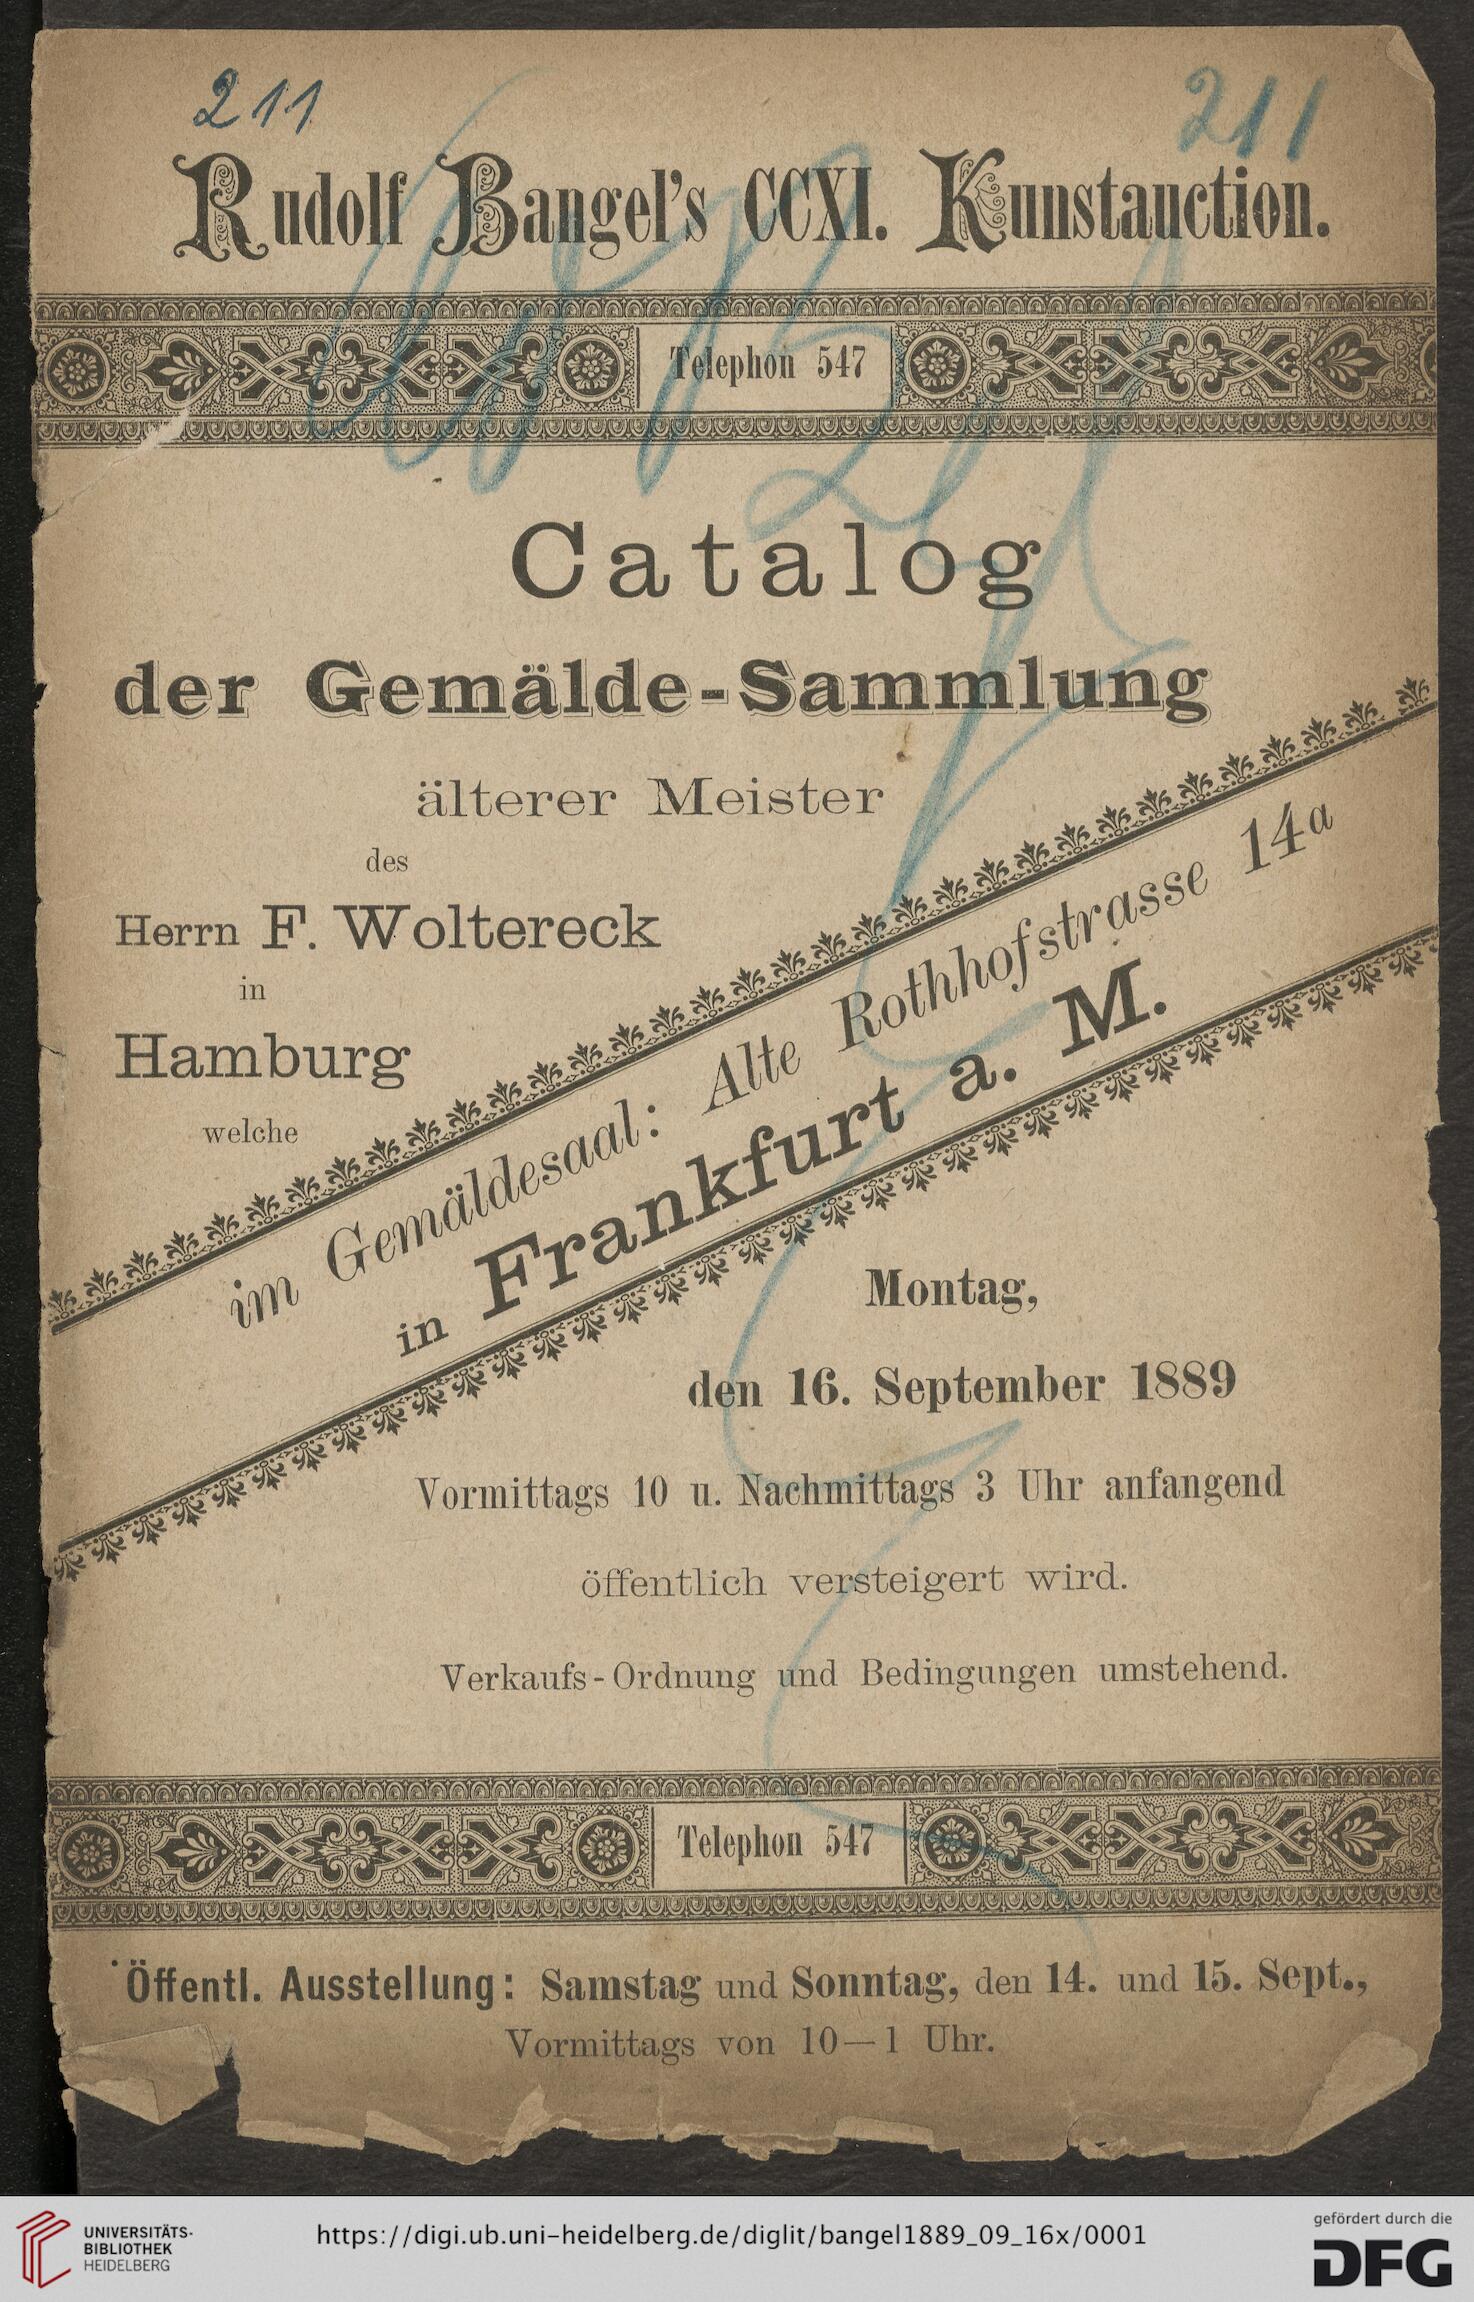 211
211
Rudolf Bangel's CCXI. Kunstauction.
Telephon 547
Catalog
der Gemälde-Sammlung
älterer Meister
des
Herrn F. Woltereck
in
Hamburg
welche
im Gemäldesaal: Alte Rothhofstrasse 14a
in Frankfurt a. M.
Montag,
den 16. September 1889
Vormittags 10 u. Nachmittags 3 Uhr anfangend
öffentlich versteigert wird.
Verkaufs-Ordnung und Bedingungen umstehend.
Telephon 547
Öffentl. Ausstellung: Samstag und Sonntag, den 14. und 15. Sept.,
Vormittags von 10—1 Uhr.
UNIVERSITÄTS-
BIBLIOTHEK
HEIDELBERG
https://digi.ub.uni-heidelberg.de/diglit/bangel1889_09_16x/0001
gefördert durch die
DFG